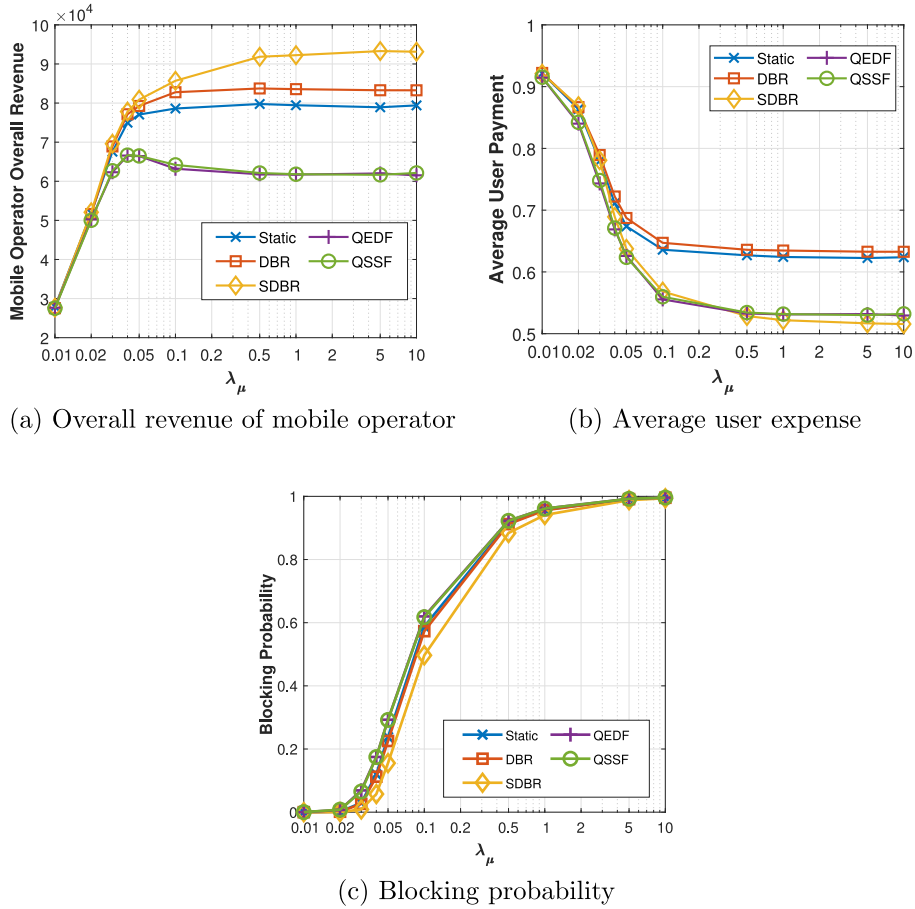 10 ×10⁴
9
8
7
6
5
4
3
2
Mobile Operator Overall Revenue
Static QEDF
DBR QSSF
SDBR
0.01 0.02 0.05 0.1 0.2 0.5 1 2 5 10
λμ
(a) Overall revenue of mobile operator
1
0.9
0.8
0.7
0.6
0.5
Average User Payment
Static QEDF
DBR QSSF
SDBR
0.01 0.02 0.05 0.1 0.2 0.5 1 2 5 10
λμ
(b) Average user expense
1
0.8
0.6
0.4
0.2
0
Blocking Probability
Static QEDF
DBR QSSF
SDBR
0.01 0.02 0.05 0.1 0.2 0.5 1 2 5 10
λμ
(c) Blocking probability